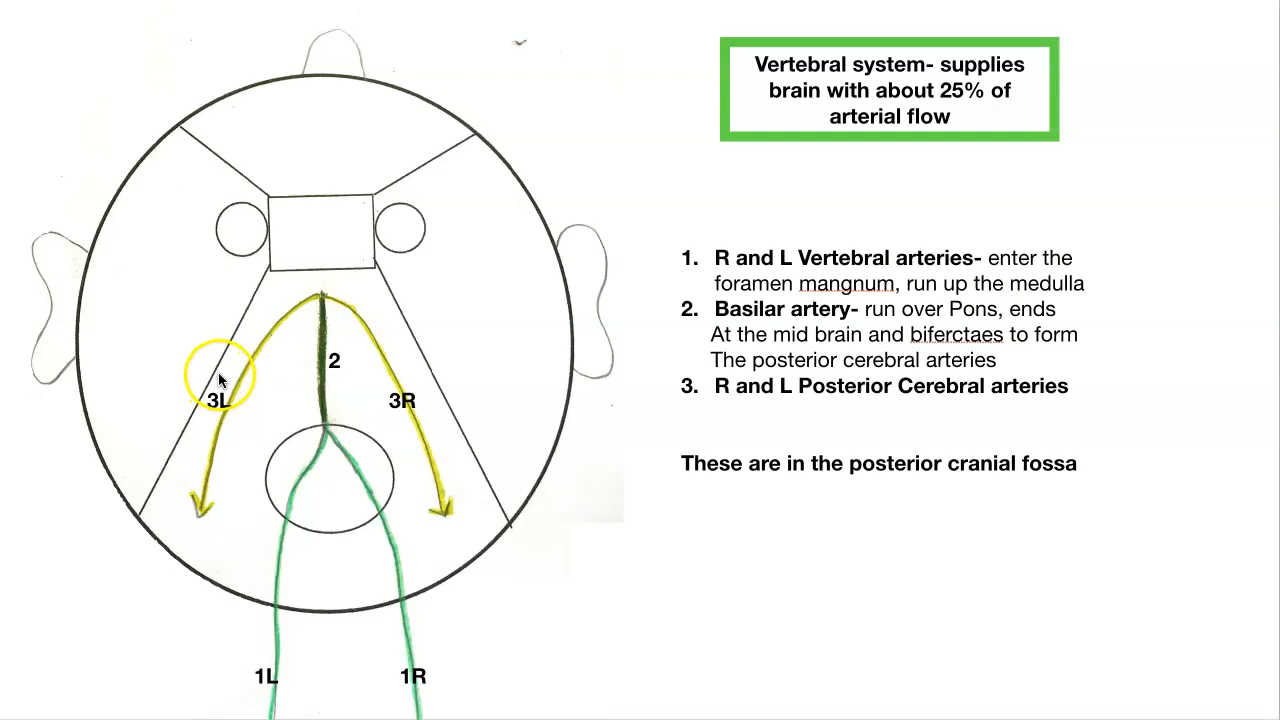 Vertebral system- supplies
brain with about 25% of
arterial flow
1. R and L Vertebral arteries- enter the
foramen mangnum, run up the medulla
2. Basilar artery- run over Pons, ends
At the mid brain and biferctaes to form
The posterior cerebral arteries
3. R and L Posterior Cerebral arteries
These are in the posterior cranial fossa
2
3L
3R
1L
1R